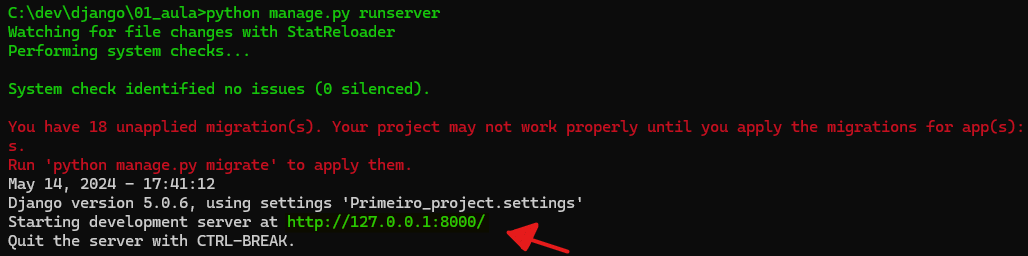 C:\dev\django\01_aula>python manage.py runserver
Watching for file changes with StatReloader
Performing system checks...
System check identified no issues (0 silenced).
You have 18 unapplied migration(s). Your project may not work properly until you apply the migrations for app(s):
s.
Run 'python manage.py migrate' to apply them.
May 14, 2024 - 17:41:12
Django version 5.0.6, using settings 'Primeiro_project.settings'
Starting development server at http://127.0.0.1:8000/
Quit the server with CTRL-BREAK.